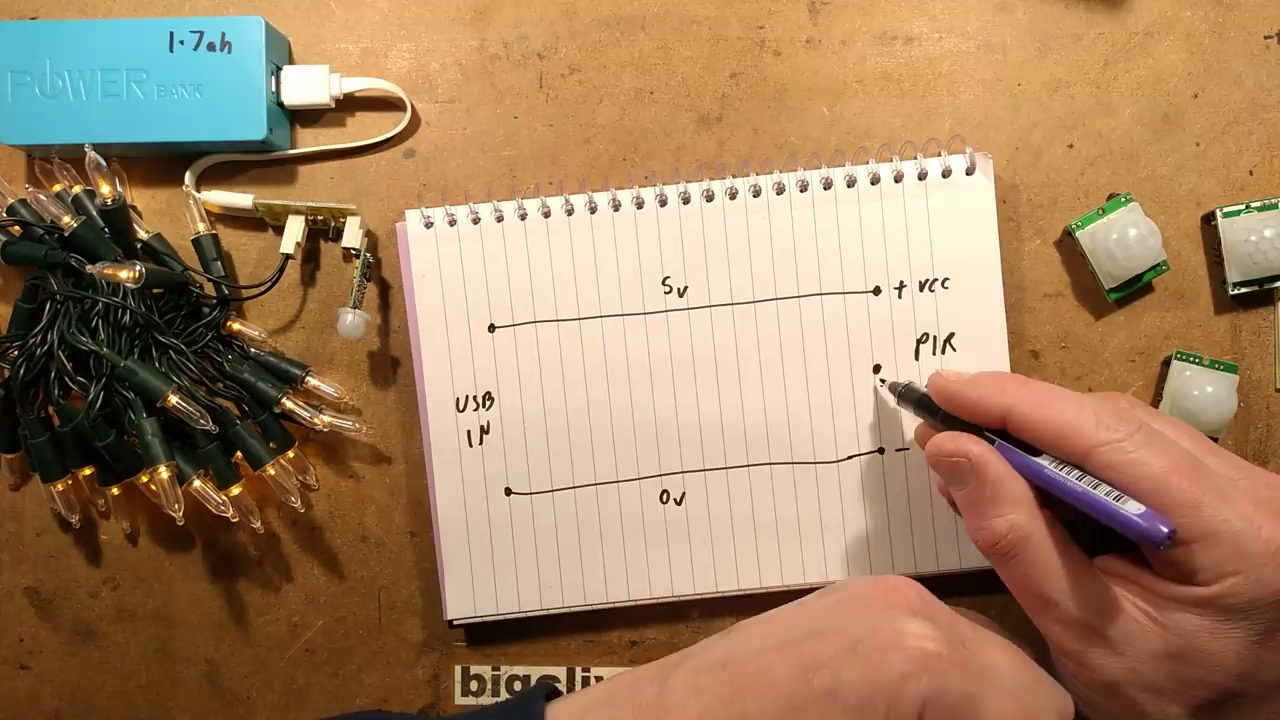 1.7ah
POWER BANK
5v
+ vcc
PIR
USB
IN
-
0v
bigcliv